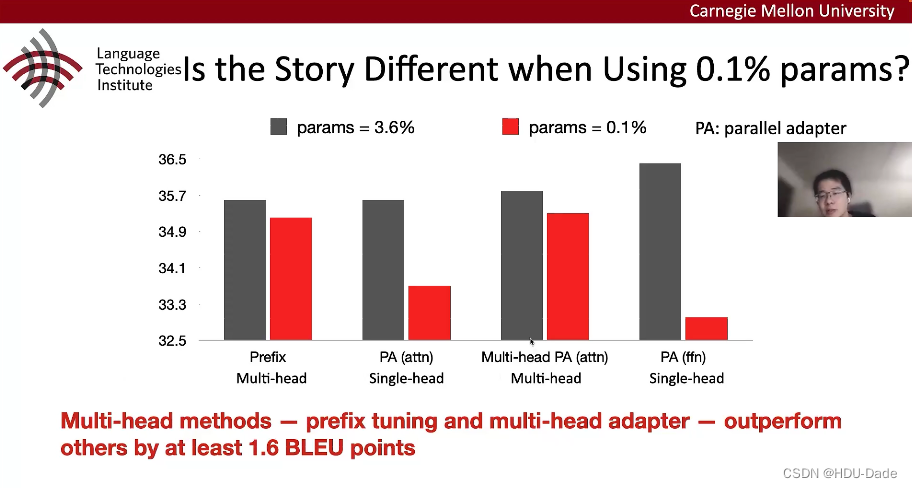 Carnegie Mellon University
Language
Technologies
Institute
Is the Story Different when Using 0.1% params?
params = 3.6%
params = 0.1%
PA: parallel adapter
36.5
35.7
34.9
34.1
33.3
32.5
Prefix
Multi-head
PA (attn)
Single-head
Multi-head PA (attn)
Multi-head
PA (ffn)
Single-head
Multi-head methods — prefix tuning and multi-head adapter — outperform
others by at least 1.6 BLEU points
CSDN @HDU-Dade